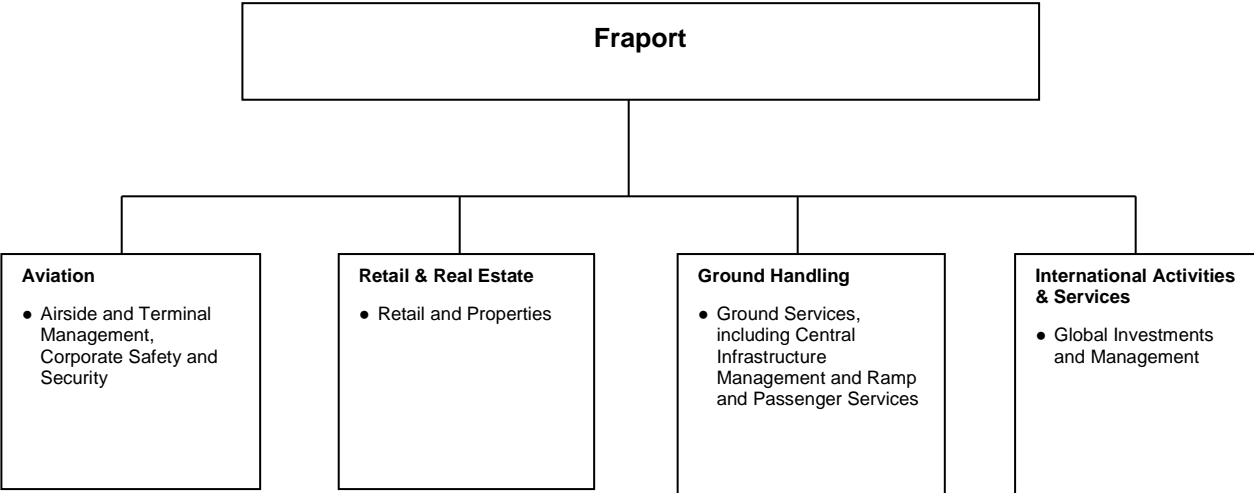 Fraport
Aviation
● Airside and Terminal
Management,
Corporate Safety and
Security
Retail & Real Estate
● Retail and Properties
Ground Handling
● Ground Services,
including Central
Infrastructure
Management and Ramp
and Passenger Services
International Activities
& Services
● Global Investments
and Management